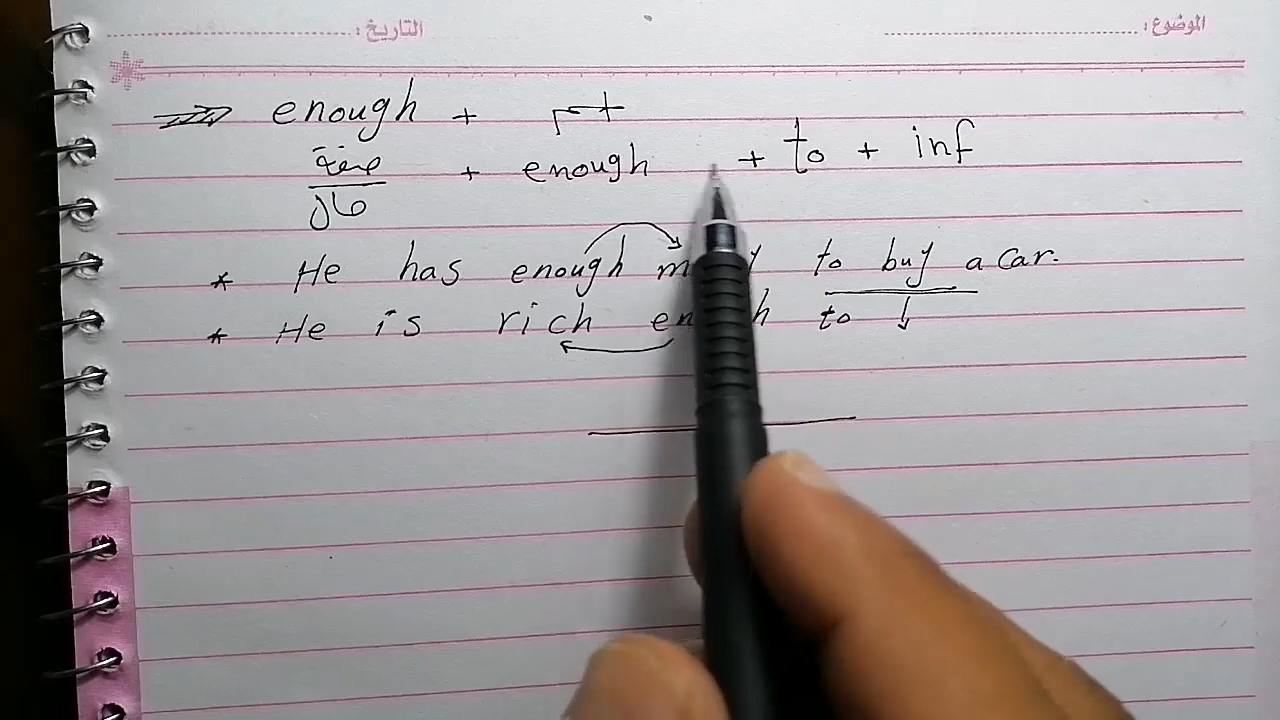 الموضوع: التاريخ:
enough + اسم
صفة + enough + to + inf
حال
* He has enough to buy a car.
* He is rich to